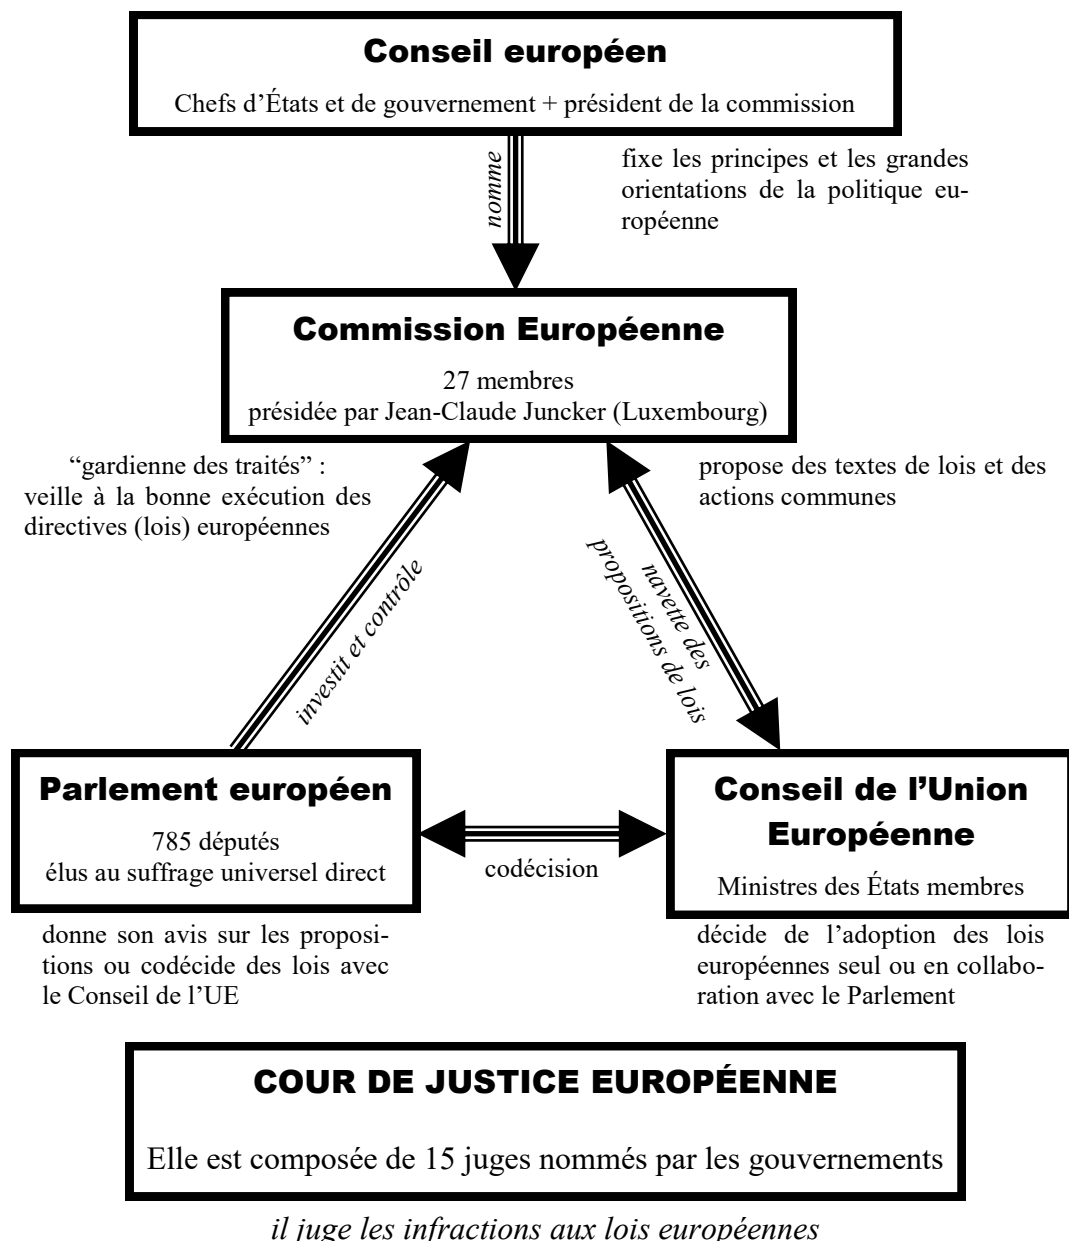 Conseil européen
Chefs d’États et de gouvernement + président de la commission
nomme
fixe les principes et les grandes
orientations de la politique eu-
ropéenne
Commission Européenne
27 membres
présidée par Jean-Claude Juncker (Luxembourg)
“gardienne des traités” :
veille à la bonne exécution des
directives (lois) européennes
propose des textes de lois et des
actions communes
investit et contrôle
navette des
propositions de lois
Parlement européen
785 députés
élus au suffrage universel direct
codécision
Conseil de l’Union
Européenne
Ministres des États membres
donne son avis sur les proposi-
tions ou codécide des lois avec
le Conseil de l’UE
décide de l’adoption des lois
européennes seul ou en collabo-
ration avec le Parlement
COUR DE JUSTICE EUROPÉENNE
Elle est composée de 15 juges nommés par les gouvernements
il juge les infractions aux lois européennes